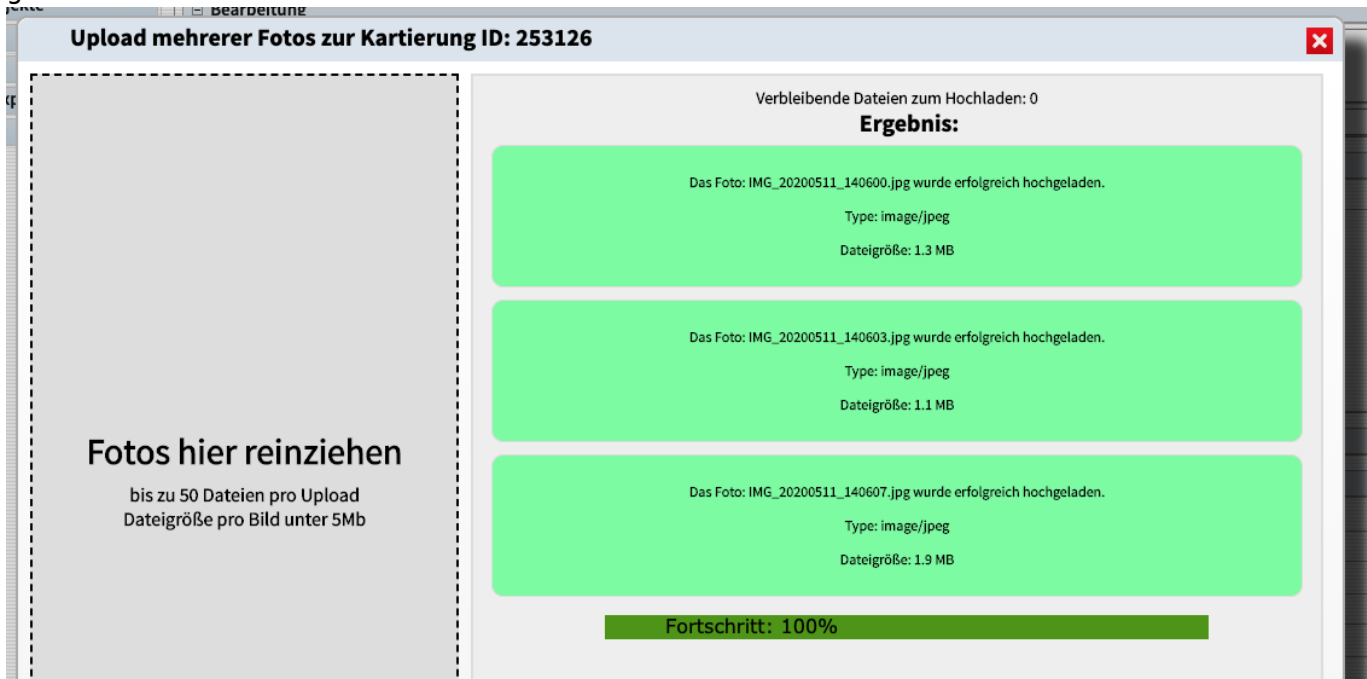 Bearbeitung
Upload mehrerer Fotos zur Kartierung ID: 253126
Fotos hier reinziehen
bis zu 50 Dateien pro Upload
Dateigröße pro Bild unter 5Mb
Verbleibende Dateien zum Hochladen: 0
Ergebnis:
Das Foto: IMG_20200511_140600.jpg wurde erfolgreich hochgeladen.
Type: image/jpeg
Dateigröße: 1.3 MB
Das Foto: IMG_20200511_140603.jpg wurde erfolgreich hochgeladen.
Type: image/jpeg
Dateigröße: 1.1 MB
Das Foto: IMG_20200511_140607.jpg wurde erfolgreich hochgeladen.
Type: image/jpeg
Dateigröße: 1.9 MB
Fortschritt: 100%